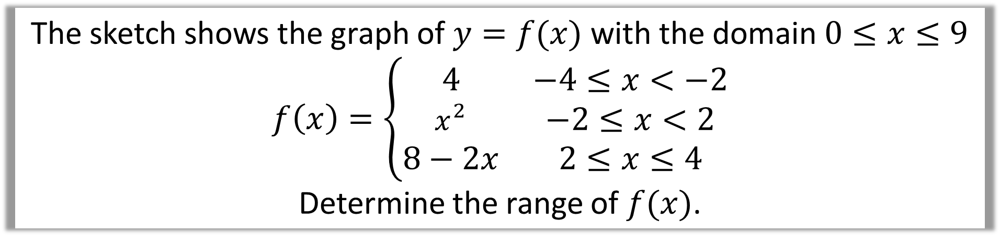 The sketch shows the graph of y = f(x) with the domain 0 ≤ x ≤ 9
f(x) = { 4 −4 ≤ x < −2
x² −2 ≤ x < 2
8 − 2x 2 ≤ x ≤ 4
Determine the range of f(x).